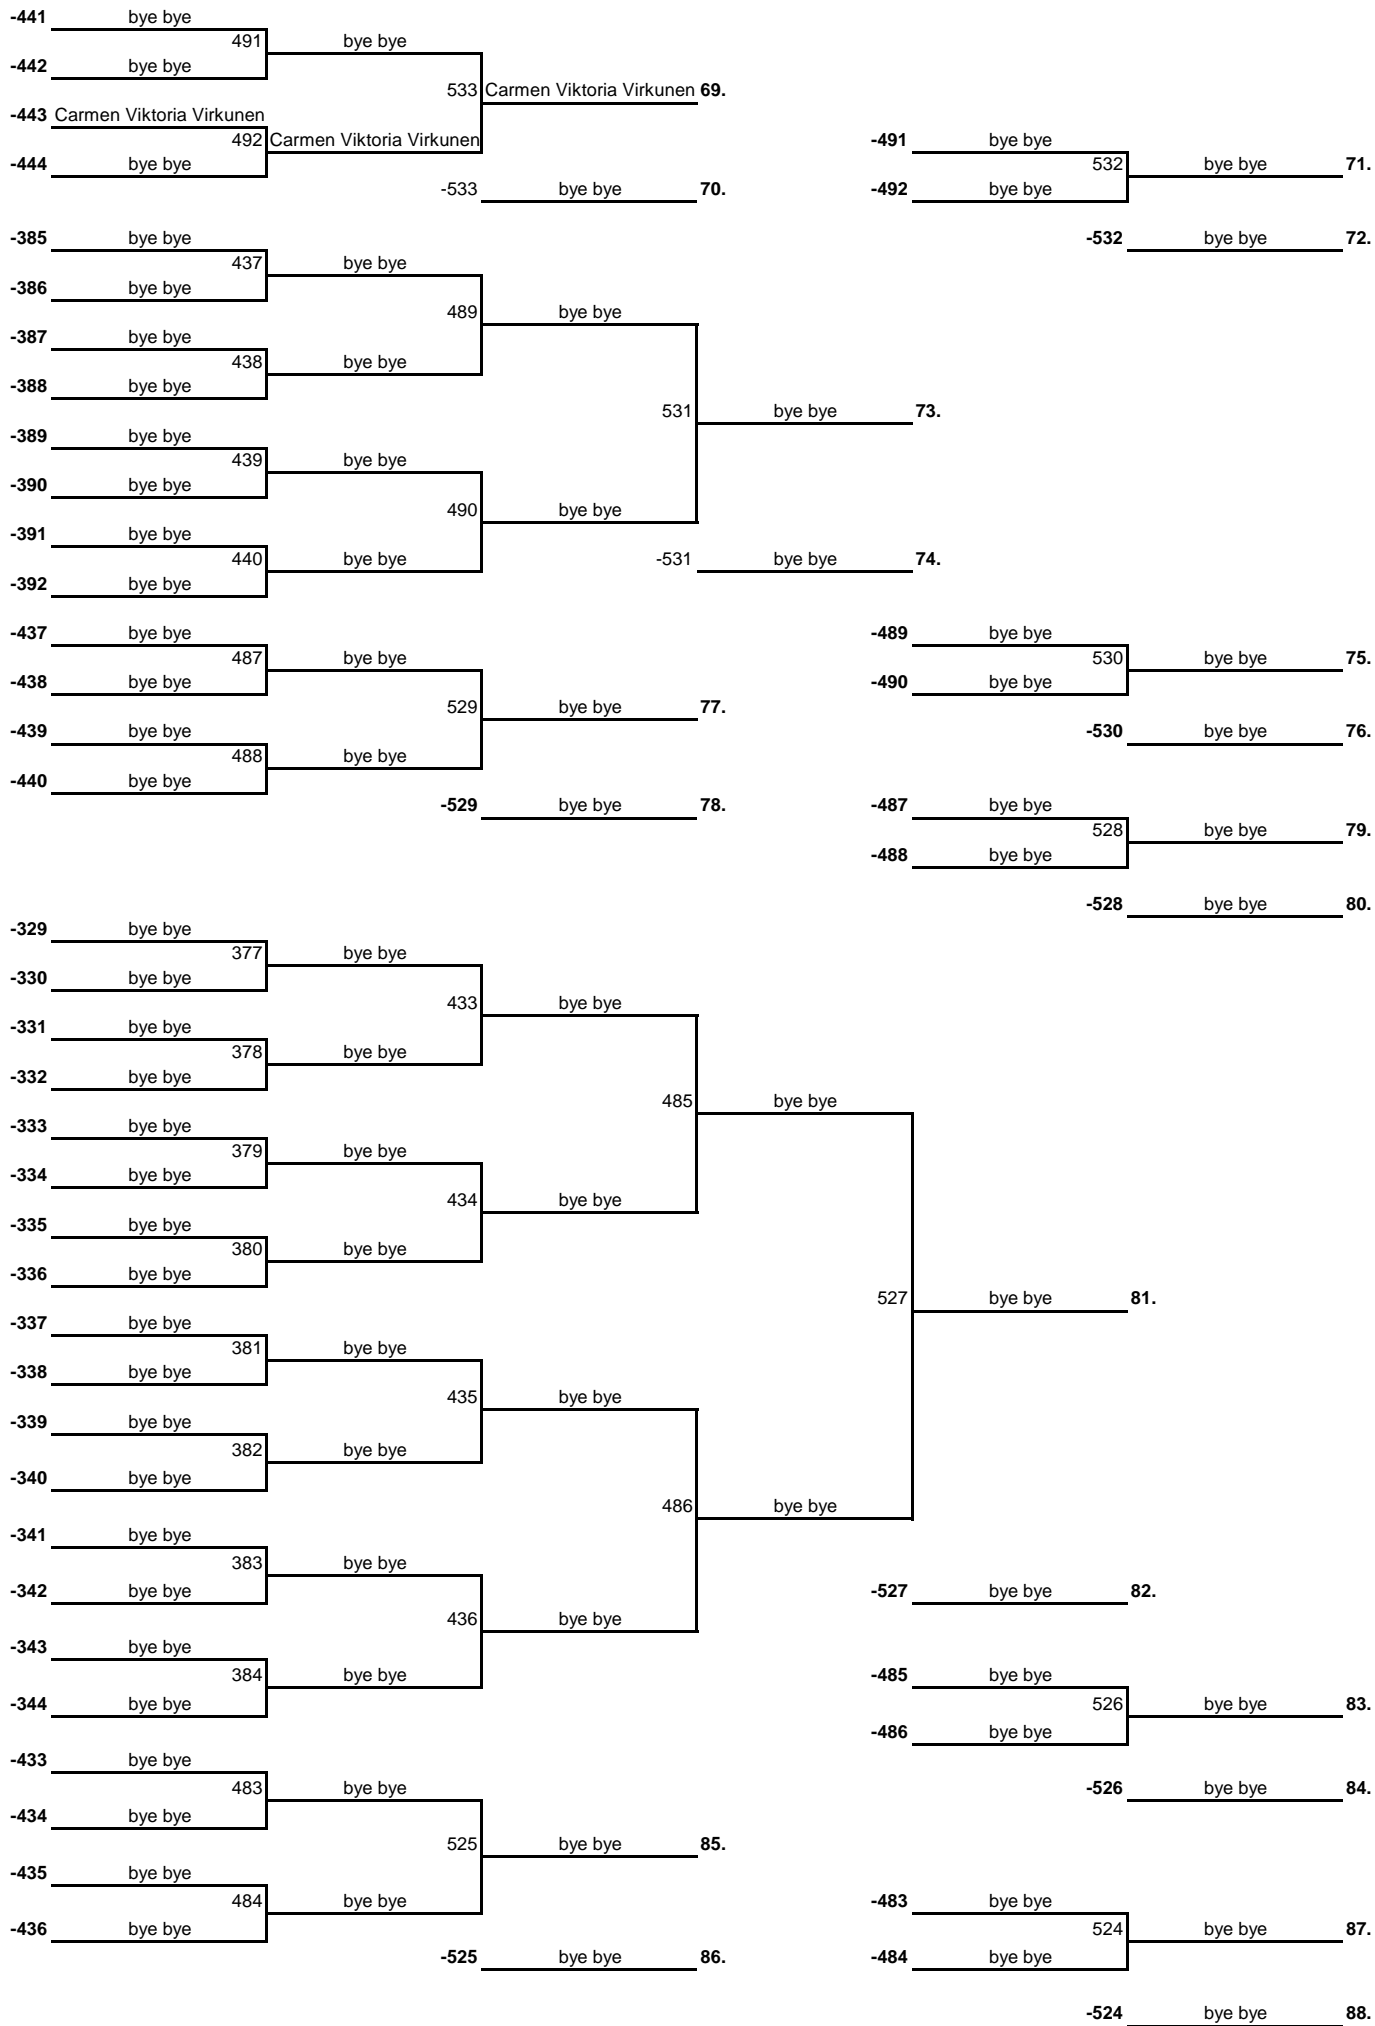 -441 bye bye
491 bye bye
-442 bye bye
533 Carmen Viktoria Virkunen 69.
-443 Carmen Viktoria Virkunen
492 Carmen Viktoria Virkunen -491 bye bye
-444 bye bye 532 bye bye 71.
-533 bye bye 70. -492 bye bye
-385 bye bye -532 bye bye 72.
437 bye bye
-386 bye bye
489 bye bye
-387 bye bye
438 bye bye
-388 bye bye
531 bye bye 73.
-389 bye bye
439 bye bye
-390 bye bye
490 bye bye
-391 bye bye
440 bye bye -531 bye bye 74.
-392 bye bye
-437 bye bye -489 bye bye
487 bye bye 530 bye bye 75.
-438 bye bye -490 bye bye
529 bye bye 77.
-439 bye bye -530 bye bye 76.
488 bye bye
-440 bye bye
-529 bye bye 78. -487 bye bye
528 bye bye 79.
-488 bye bye
-528 bye bye 80.
-329 bye bye
377 bye bye
-330 bye bye
433 bye bye
-331 bye bye
378 bye bye
-332 bye bye
485 bye bye
-333 bye bye
379 bye bye
-334 bye bye
434 bye bye
-335 bye bye
380 bye bye
-336 bye bye
527 bye bye 81.
-337 bye bye
381 bye bye
-338 bye bye
435 bye bye
-339 bye bye
382 bye bye
-340 bye bye
486 bye bye
-341 bye bye
383 bye bye
-342 bye bye -527 bye bye 82.
436 bye bye
-343 bye bye
384 bye bye -485 bye bye
-344 bye bye 526 bye bye 83.
-486 bye bye
-433 bye bye
483 bye bye -526 bye bye 84.
-434 bye bye
525 bye bye 85.
-435 bye bye
484 bye bye -483 bye bye
-436 bye bye 524 bye bye 87.
-525 bye bye 86. -484 bye bye
-524 bye bye 88.